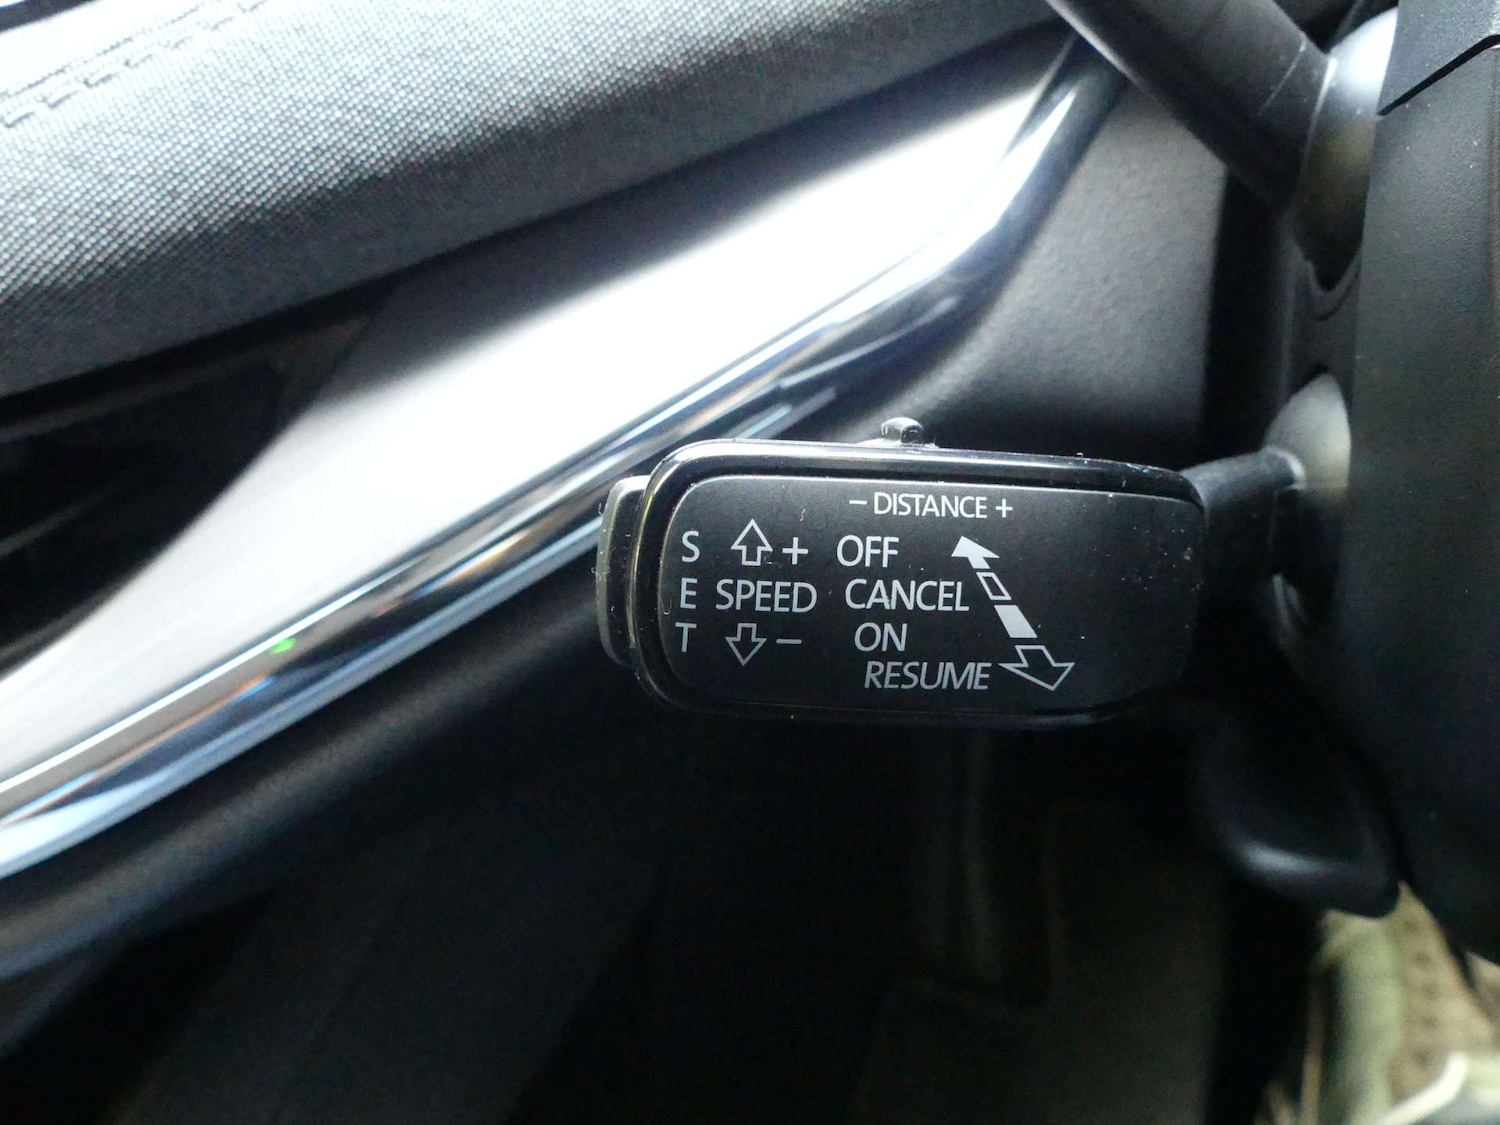 - DISTANCE +
S + OFF
E SPEED CANCEL
T - ON
RESUME